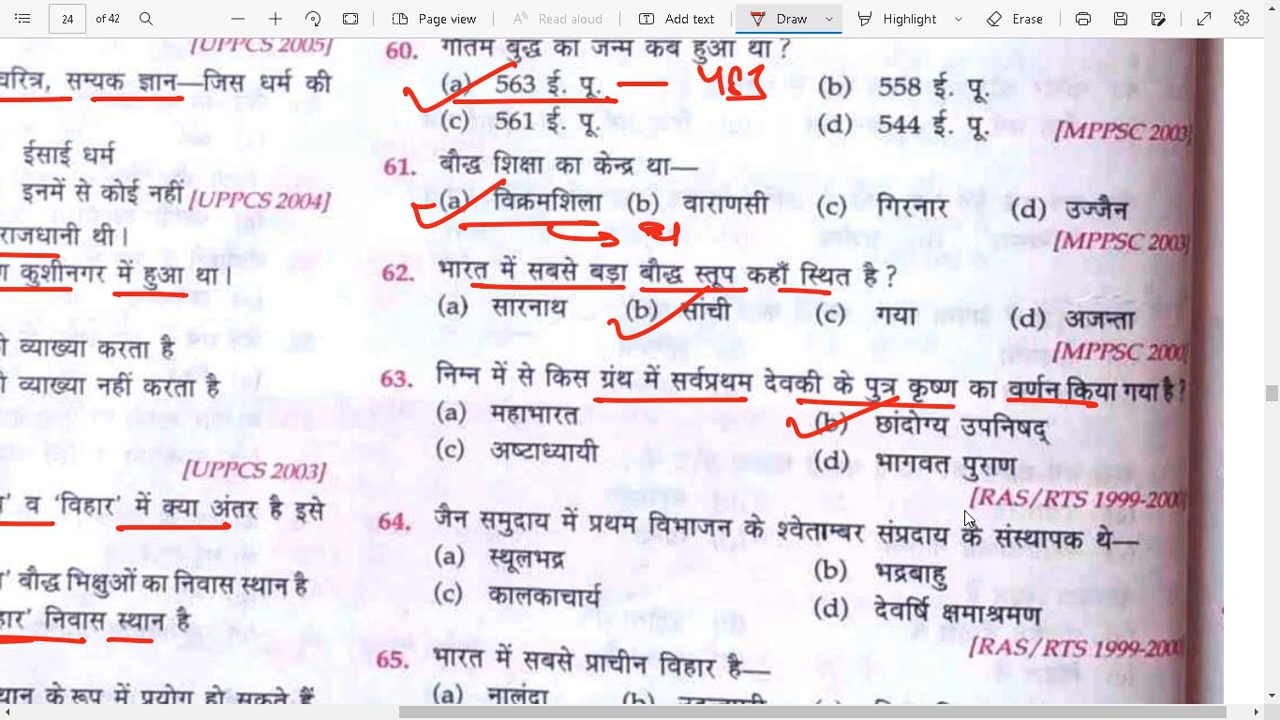 24 of 42
Page view
Read aloud
Add text
Draw
Highlight
Erase
[UPPCS 2005]
सम्यक ज्ञान—जिस धर्म की
ईसाई धर्म
इनमें से कोई नहीं [UPPCS 2004]
राजधानी थी।
कुशीनगर में हुआ था।
व्याख्या करता है
व्याख्या नहीं करता है
[UPPCS 2003]
व 'विहार' में क्या अंतर है इसे
बौद्ध भिक्षुओं का निवास स्थान है
निवास स्थान है
के रूप में प्रयोग हो सकते हैं
60. गौतम बुद्ध का जन्म कब हुआ था?
(a) 563 ई. पू. — 483 (b) 558 ई. पू.
(c) 561 ई. पू. (d) 544 ई. पू. [MPPSC 2003]
61. बौद्ध शिक्षा का केन्द्र था—
(a) विक्रमशिला (b) वाराणसी (c) गिरनार (d) उज्जैन
[MPPSC 2003]
62. भारत में सबसे बड़ा बौद्ध स्तूप कहाँ स्थित है?
(a) सारनाथ (b) सांची (c) गया (d) अजन्ता
[MPPSC 2000]
63. निम्न में से किस ग्रंथ में सर्वप्रथम देवकी के पुत्र कृष्ण का वर्णन किया गया है?
(a) महाभारत (b) छांदोग्य उपनिषद्
(c) अष्टाध्यायी (d) भागवत पुराण
[RAS/RTS 1999-2000]
64. जैन समुदाय में प्रथम विभाजन के श्वेताम्बर संप्रदाय के संस्थापक थे—
(a) स्थूलभद्र (b) भद्रबाहु
(c) कालकाचार्य (d) देवर्षि क्षमाश्रमण
[RAS/RTS 1999-2000]
65. भारत में सबसे प्राचीन विहार है—
(a) नालंदा (b)